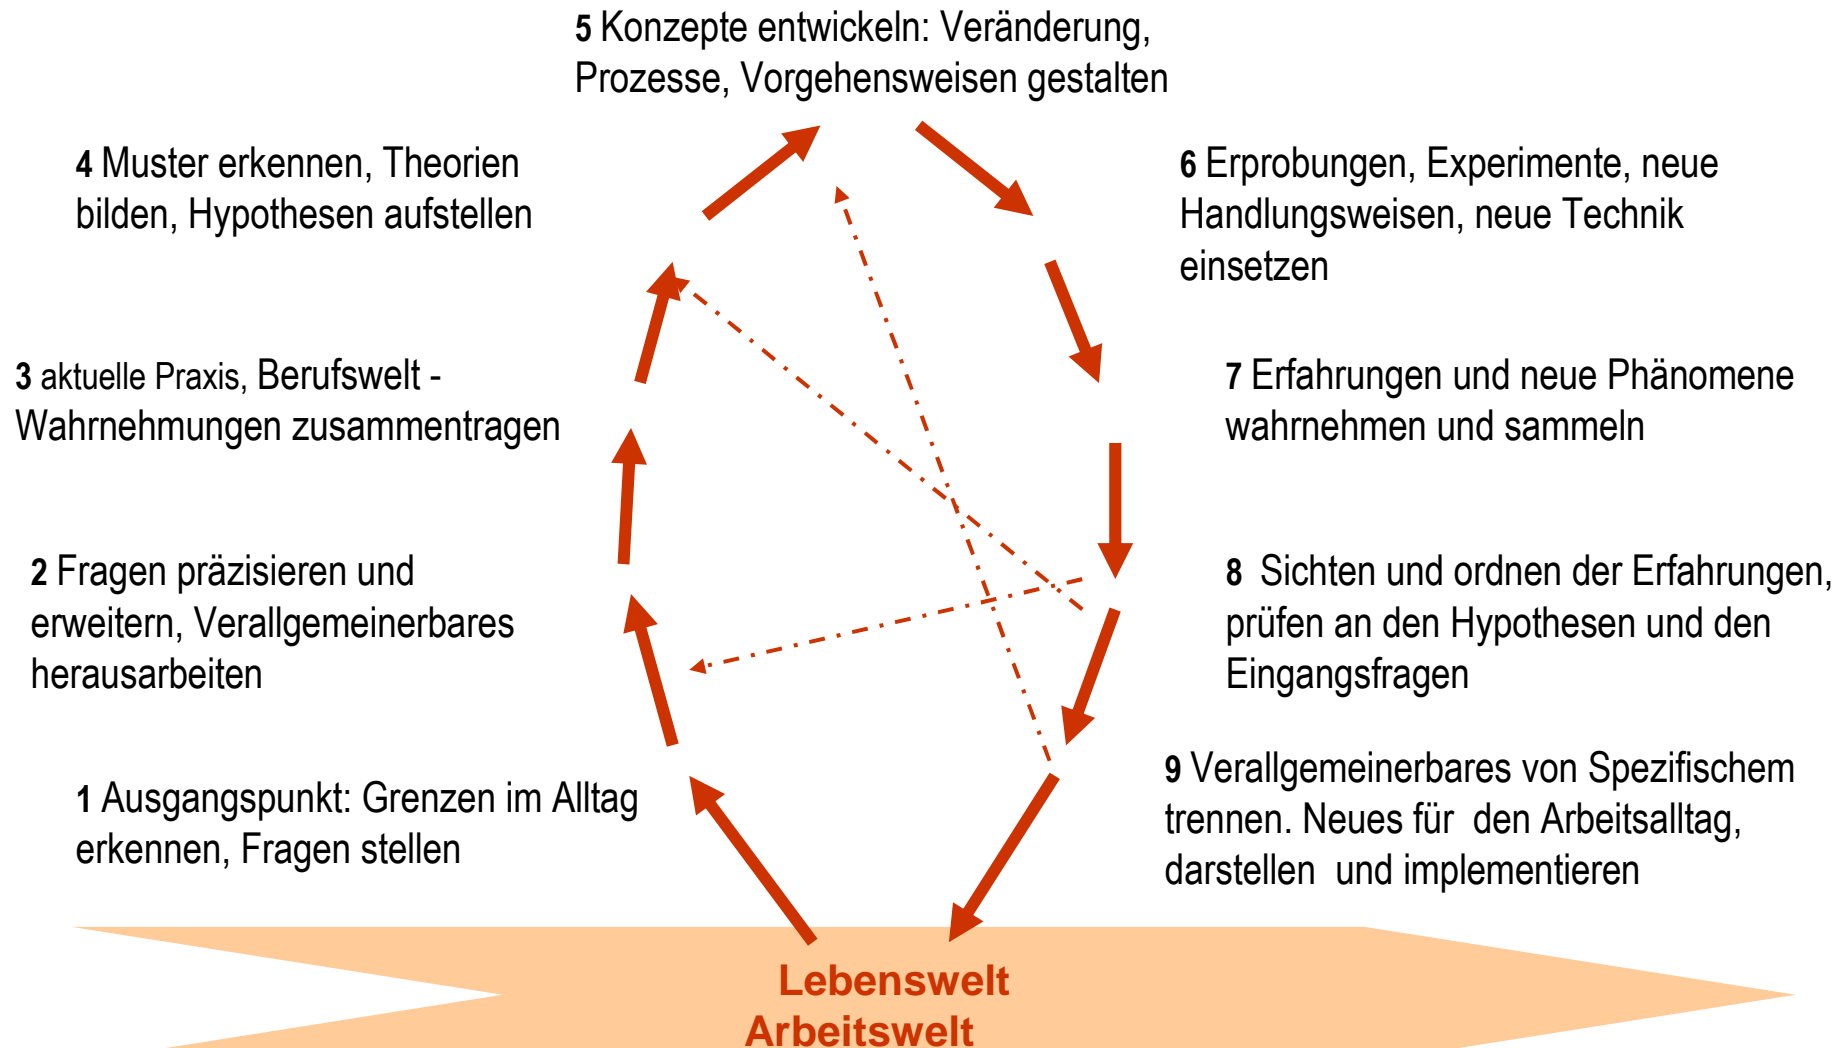 5 Konzepte entwickeln: Veränderung,
Prozesse, Vorgehensweisen gestalten
4 Muster erkennen, Theorien
bilden, Hypothesen aufstellen
6 Erprobungen, Experimente, neue
Handlungsweisen, neue Technik
einsetzen
3 aktuelle Praxis, Berufswelt -
Wahrnehmungen zusammentragen
7 Erfahrungen und neue Phänomene
wahrnehmen und sammeln
2 Fragen präzisieren und
erweitern, Verallgemeinerbares
herausarbeiten
8 Sichten und ordnen der Erfahrungen,
prüfen an den Hypothesen und den
Eingangsfragen
1 Ausgangspunkt: Grenzen im Alltag
erkennen, Fragen stellen
9 Verallgemeinerbares von Spezifischem
trennen. Neues für den Arbeitsalltag,
darstellen und implementieren
Lebenswelt
Arbeitswelt